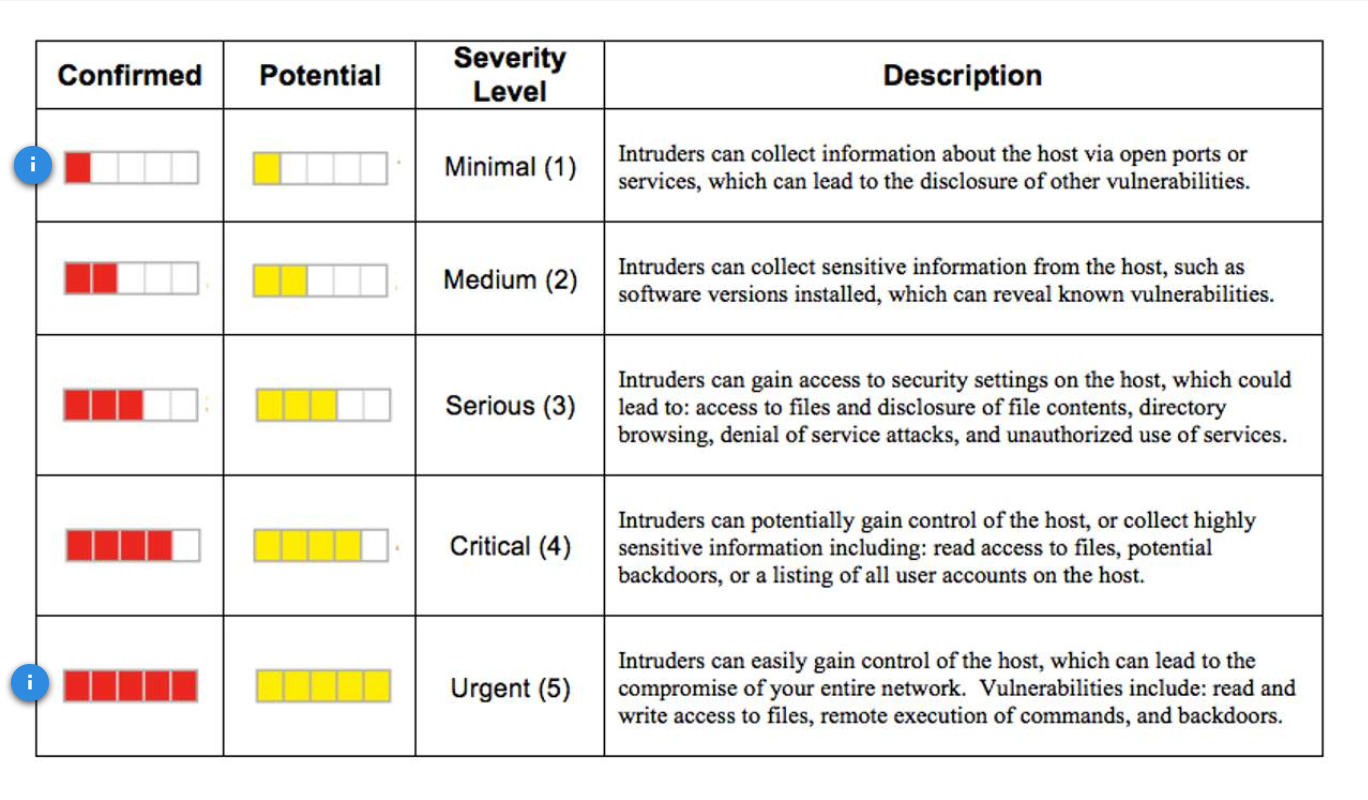 Confirmed
Potential
Severity
Level
Description
i
Minimal (1)
Intruders can collect information about the host via open ports or
services, which can lead to the disclosure of other vulnerabilities.
Medium (2)
Intruders can collect sensitive information from the host, such as
software versions installed, which can reveal known vulnerabilities.
Serious (3)
Intruders can gain access to security settings on the host, which could
lead to: access to files and disclosure of file contents, directory
browsing, denial of service attacks, and unauthorized use of services.
Critical (4)
Intruders can potentially gain control of the host, or collect highly
sensitive information including: read access to files, potential
backdoors, or a listing of all user accounts on the host.
i
Urgent (5)
Intruders can easily gain control of the host, which can lead to the
compromise of your entire network.  Vulnerabilities include: read and
write access to files, remote execution of commands, and backdoors.